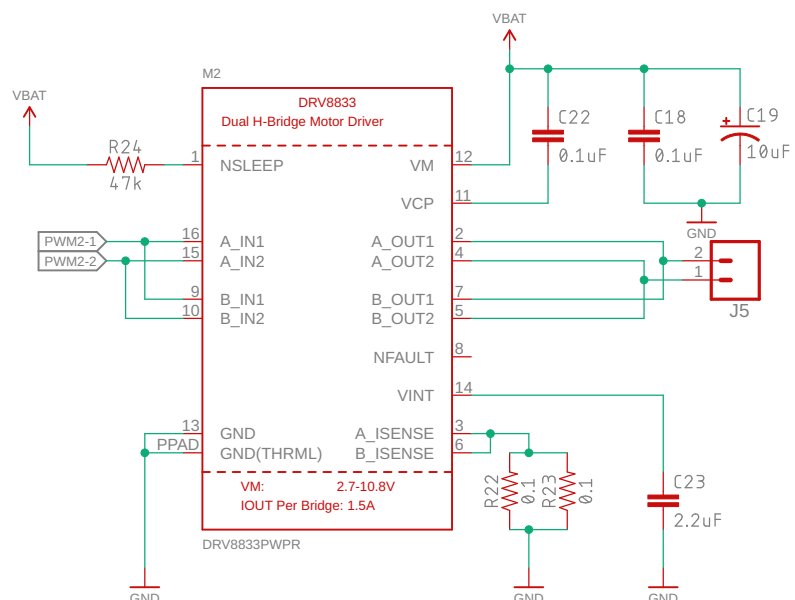 VBAT
M2
VBAT
DRV8833
Dual H-Bridge Motor Driver
C22
0.1uF
C18
0.1uF
C19
10uF
R24
47k
1 NSLEEP VM 12
VCP 11
GND
PWM2-1 16 A_IN1 A_OUT1 2
PWM2-2 15 A_IN2 A_OUT2 4
2
1
J5
9 B_IN1 B_OUT1 7
10 B_IN2 B_OUT2 5
NFAULT 8
VINT 14
13 GND A_ISENSE 3
PPAD GND(THRML) B_ISENSE 6
VM: 2.7-10.8V
IOUT Per Bridge: 1.5A
R22
0.1
R23
0.1
C23
2.2uF
DRV8833PWPR
GND
GND
GND